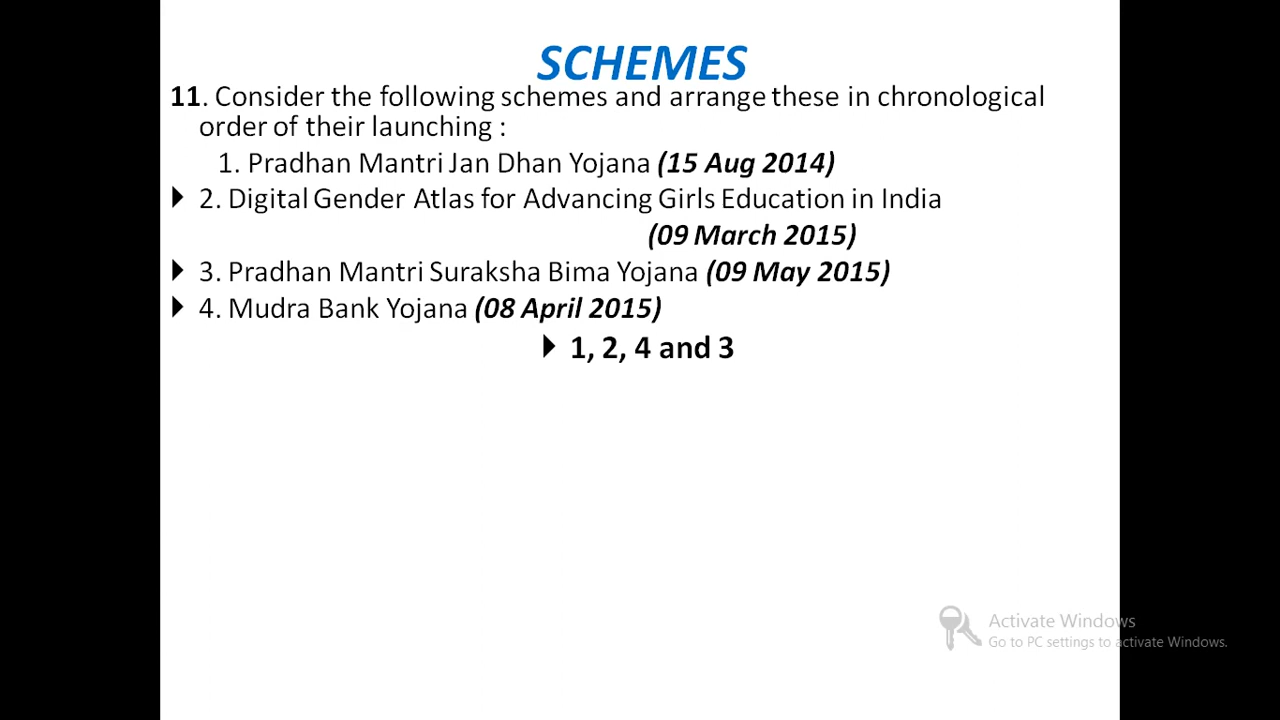 SCHEMES
11. Consider the following schemes and arrange these in chronological
order of their launching :
1. Pradhan Mantri Jan Dhan Yojana (15 Aug 2014)
2. Digital Gender Atlas for Advancing Girls Education in India
(09 March 2015)
3. Pradhan Mantri Suraksha Bima Yojana (09 May 2015)
4. Mudra Bank Yojana (08 April 2015)
1, 2, 4 and 3
Activate Windows
Go to PC settings to activate Windows.